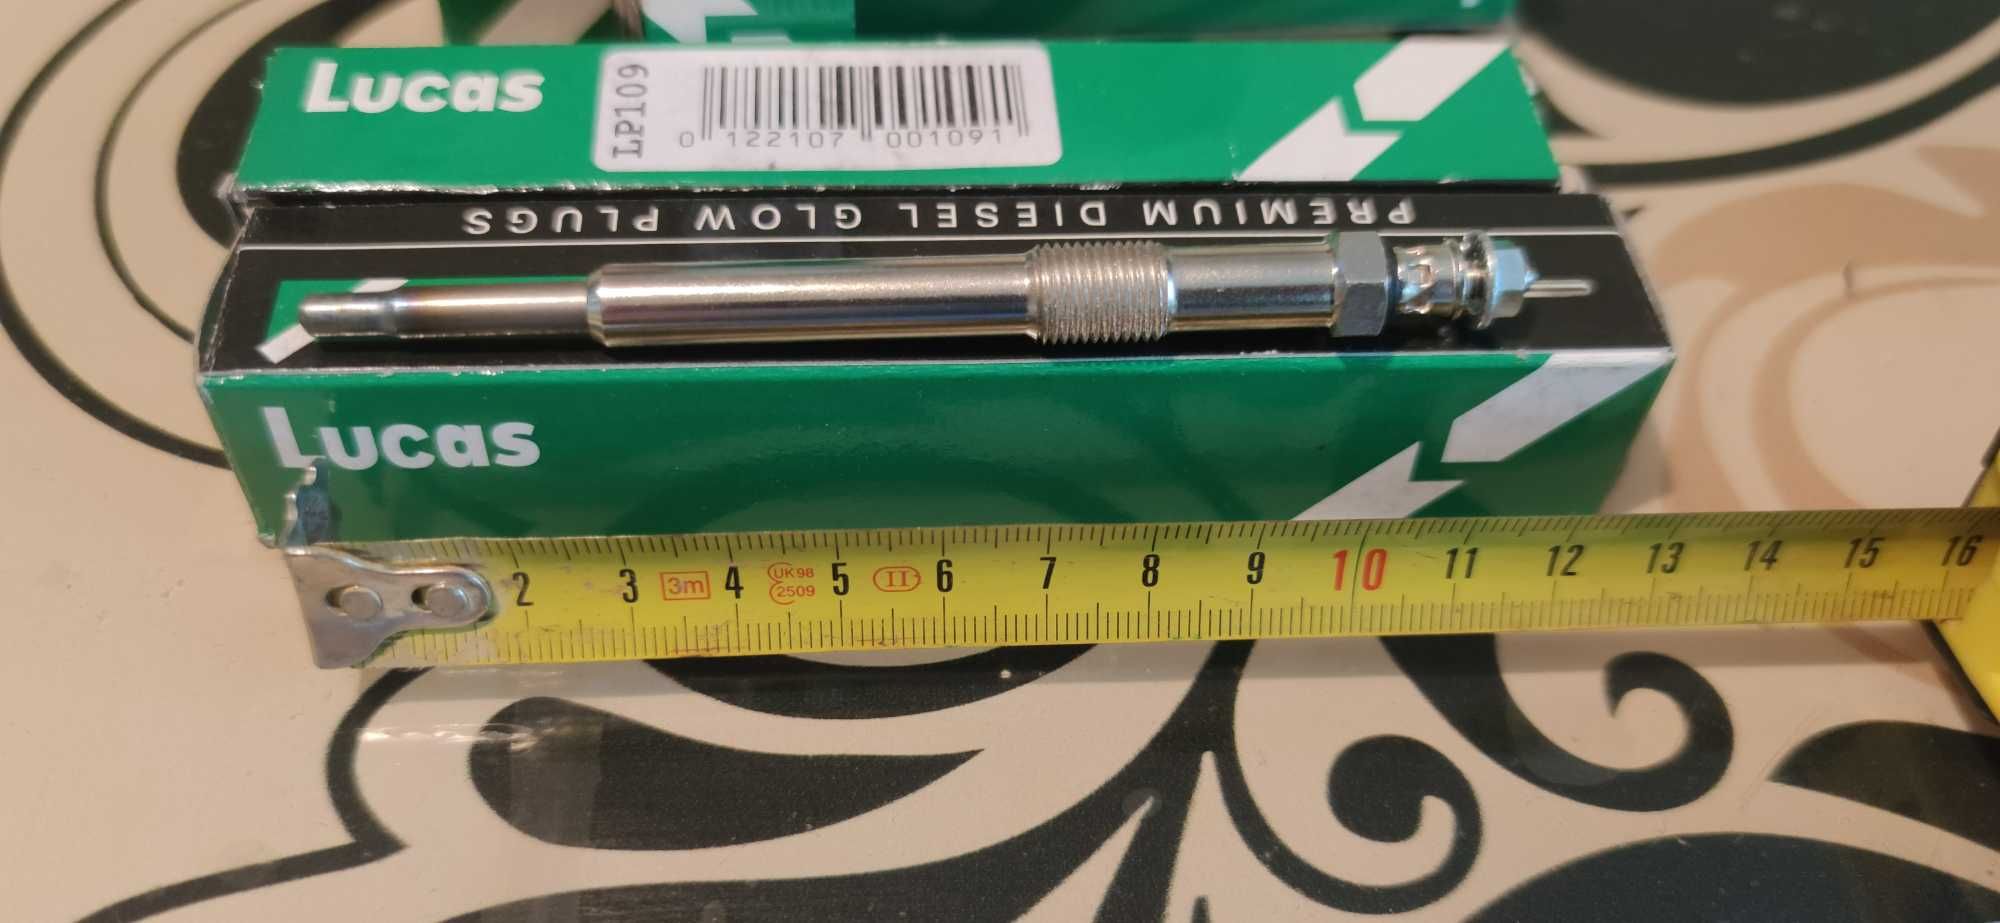 Lucas
LP109
0 122107 001091
PREMIUM DIESEL GLOW PLUGS
Lucas
2 3 3m 4 UK98 2509 5 II 6 7 8 9 10 11 12 13 14 15 16